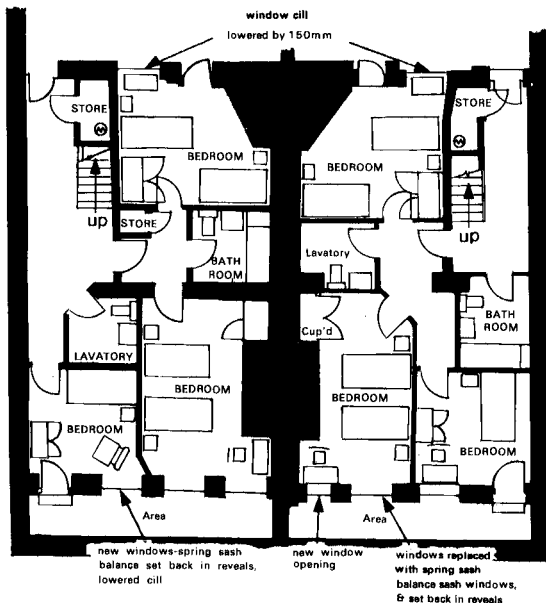 window cill
lowered by 150mm
STORE
STORE
BEDROOM
BEDROOM
up
up
STORE
BATH
ROOM
Lavatory
BATH
ROOM
Cup'd
LAVATORY
BEDROOM
BEDROOM
BEDROOM
BEDROOM
Area
Area
new windows-spring sash
balance set back in reveals,
lowered cill
new window
opening
windows replaced
with spring sash
balance sash windows,
& set back in reveals